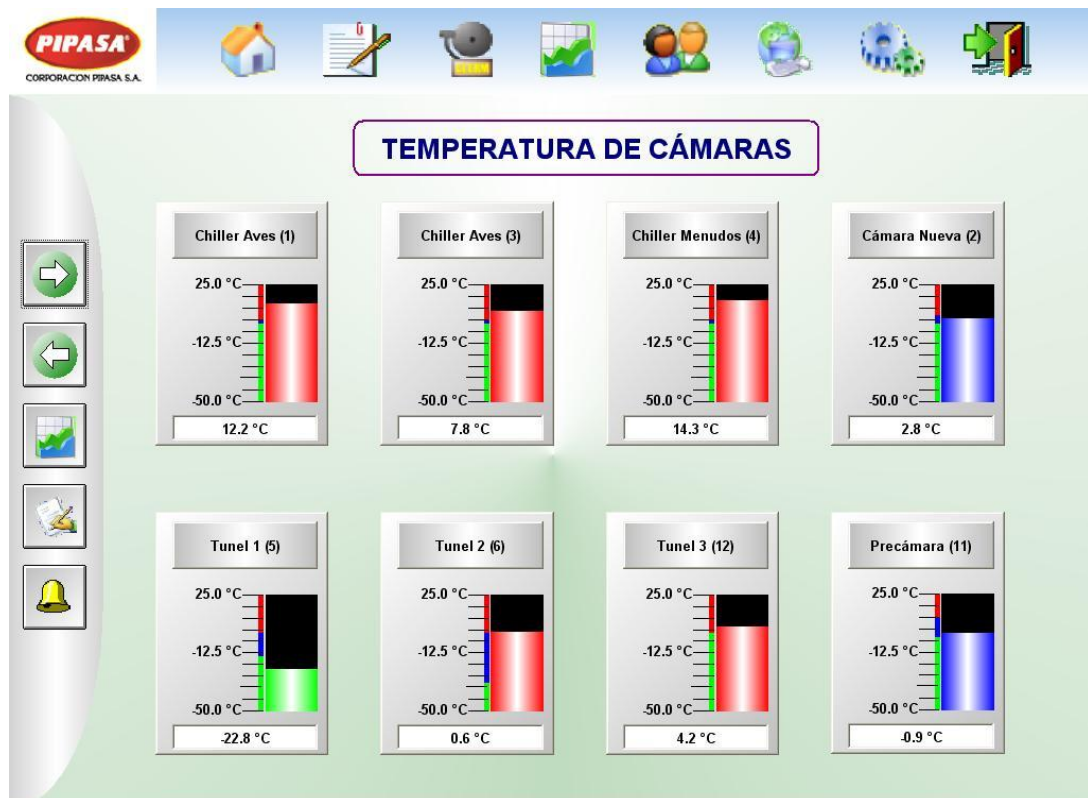 PIPASA
CORPORACON PIPASA S.A.
ALARM
TEMPERATURA DE CÁMARAS
Chiller Aves (1)
25.0 °C
-12.5 °C
-50.0 °C
12.2 °C
Chiller Aves (3)
25.0 °C
-12.5 °C
-50.0 °C
7.8 °C
Chiller Menudos (4)
25.0 °C
-12.5 °C
-50.0 °C
14.3 °C
Cámara Nueva (2)
25.0 °C
-12.5 °C
-50.0 °C
2.8 °C
Tunel 1 (5)
25.0 °C
-12.5 °C
-50.0 °C
-22.8 °C
Tunel 2 (6)
25.0 °C
-12.5 °C
-50.0 °C
0.6 °C
Tunel 3 (12)
25.0 °C
-12.5 °C
-50.0 °C
4.2 °C
Precámara (11)
25.0 °C
-12.5 °C
-50.0 °C
-0.9 °C